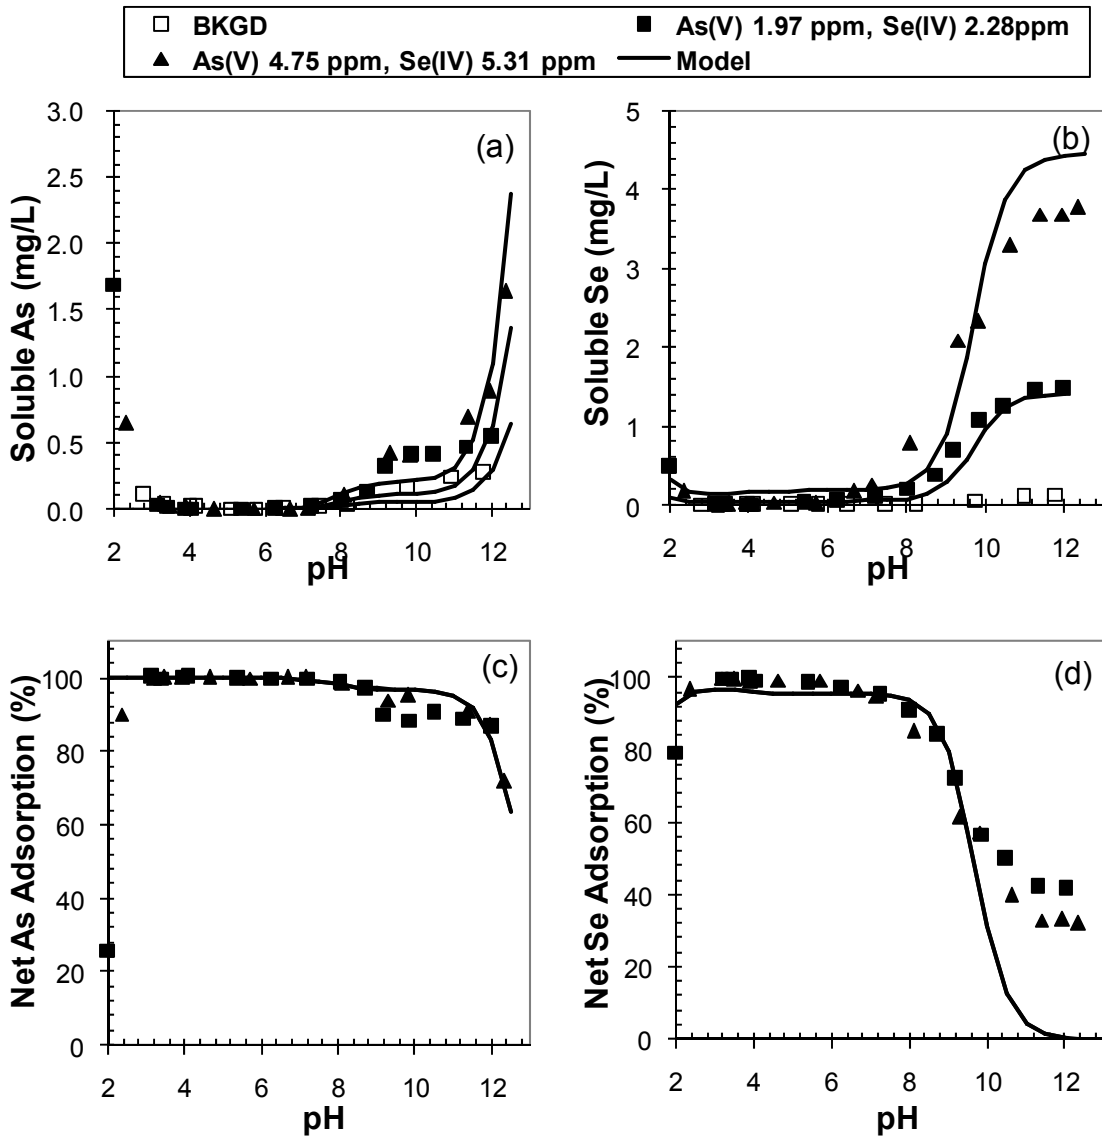 BKGD
As(V) 1.97 ppm, Se(IV) 2.28ppm
As(V) 4.75 ppm, Se(IV) 5.31 ppm
Model
3.0
2.5
2.0
1.5
1.0
0.5
0.0
Soluble As (mg/L)
(a)
2 4 6 8 10 12
pH
5
4
3
2
1
0
Soluble Se (mg/L)
(b)
2 4 6 8 10 12
pH
100
80
60
40
20
0
Net As Adsorption (%)
(c)
2 4 6 8 10 12
pH
100
80
60
40
20
0
Net Se Adsorption (%)
(d)
2 4 6 8 10 12
pH